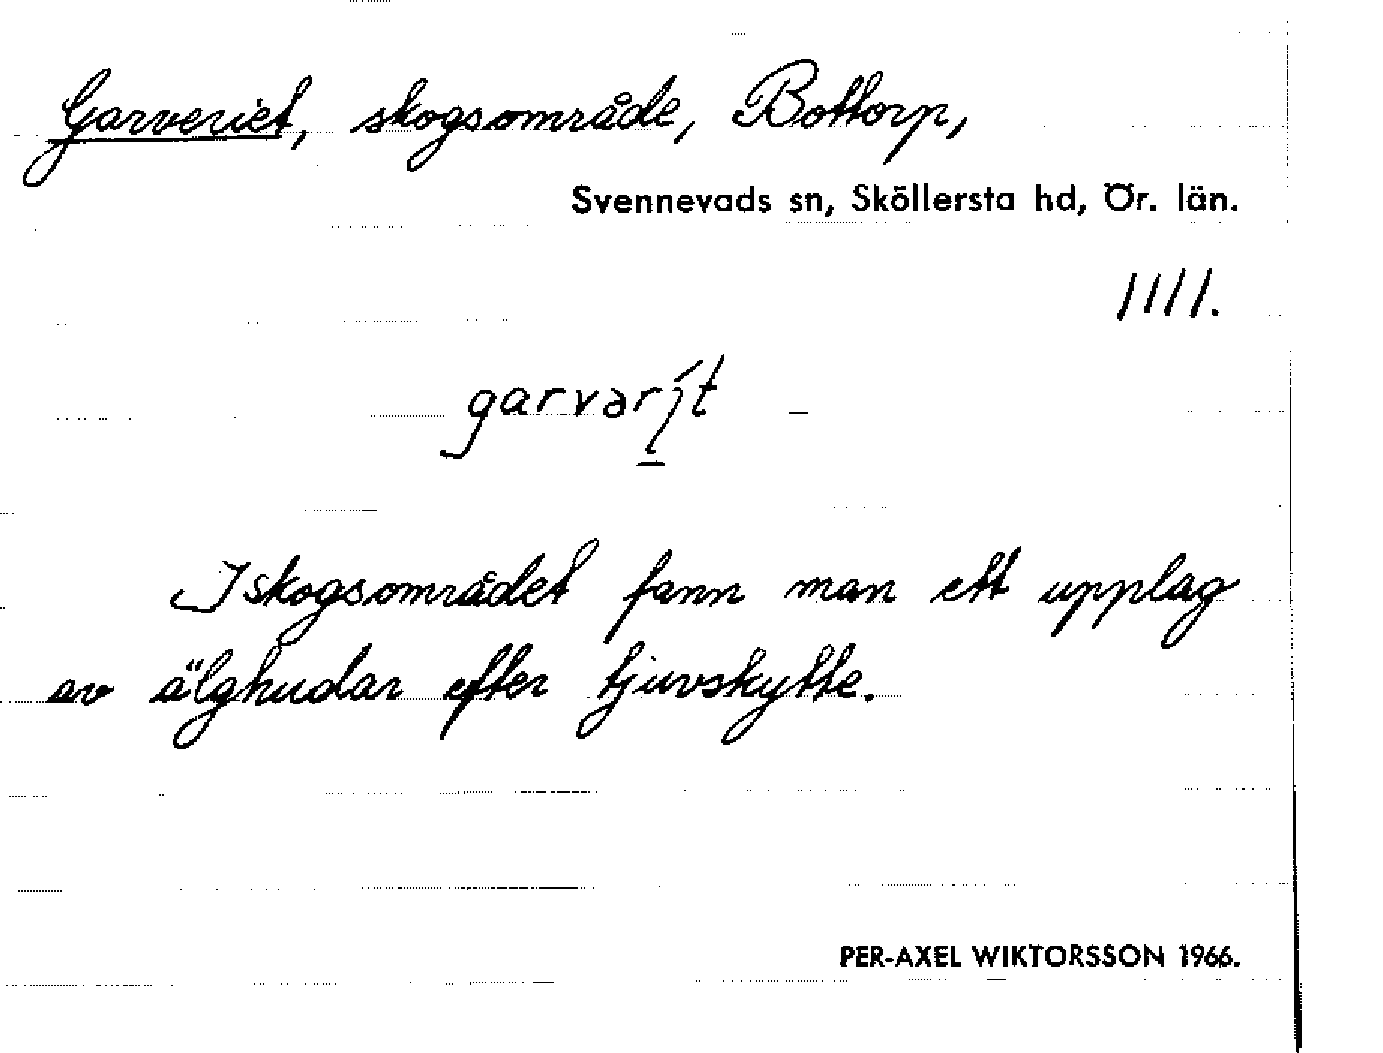 Garveriet, skogsområde, Bottorp,
Svennevads sn, Sköllersta hd, Ör. län.
1111.
garvarit –
I skogsområdet fann man ett upplag
av älghudar efter tjuvskytte.
PER-AXEL WIKTORSSON 1966.